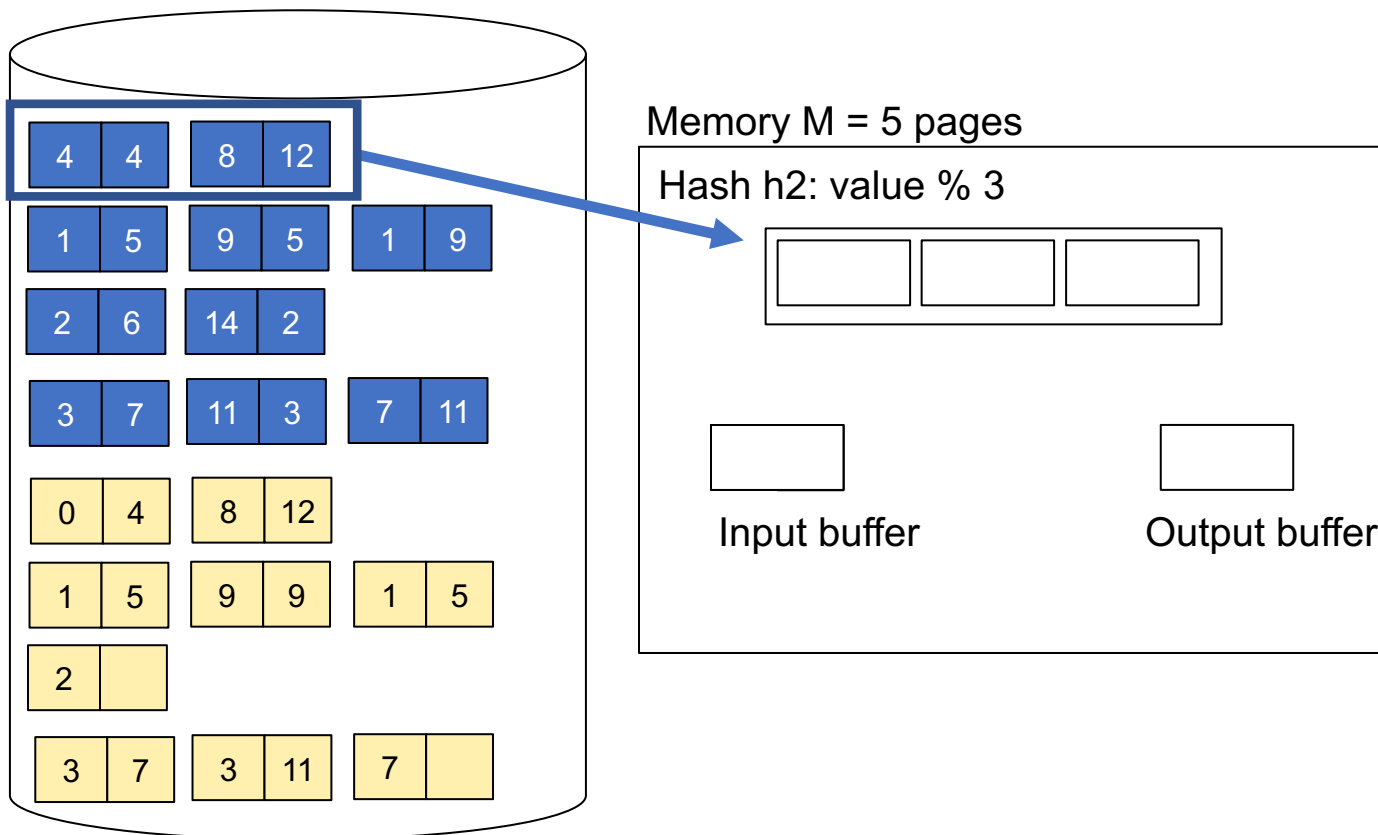 Memory M = 5 pages
Hash h2: value % 3
4 4 8 12
1 5 9 5 1 9
2 6 14 2
3 7 11 3 7 11
0 4 8 12
1 5 9 9 1 5
2
3 7 3 11 7
Input buffer
Output buffer